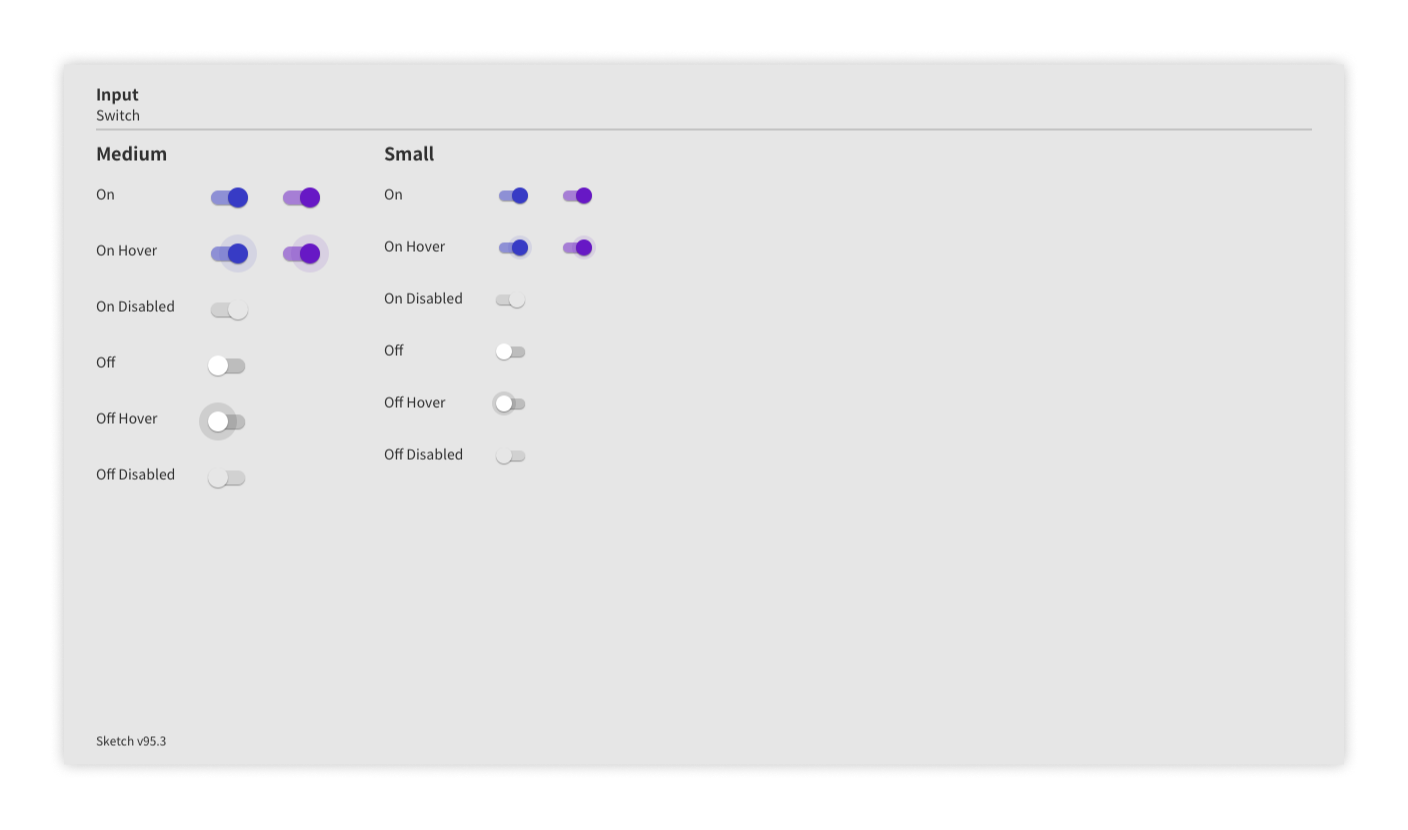 Input
Switch
Medium
On
On Hover
On Disabled
Off
Off Hover
Off Disabled
Small
On
On Hover
On Disabled
Off
Off Hover
Off Disabled
Sketch v95.3